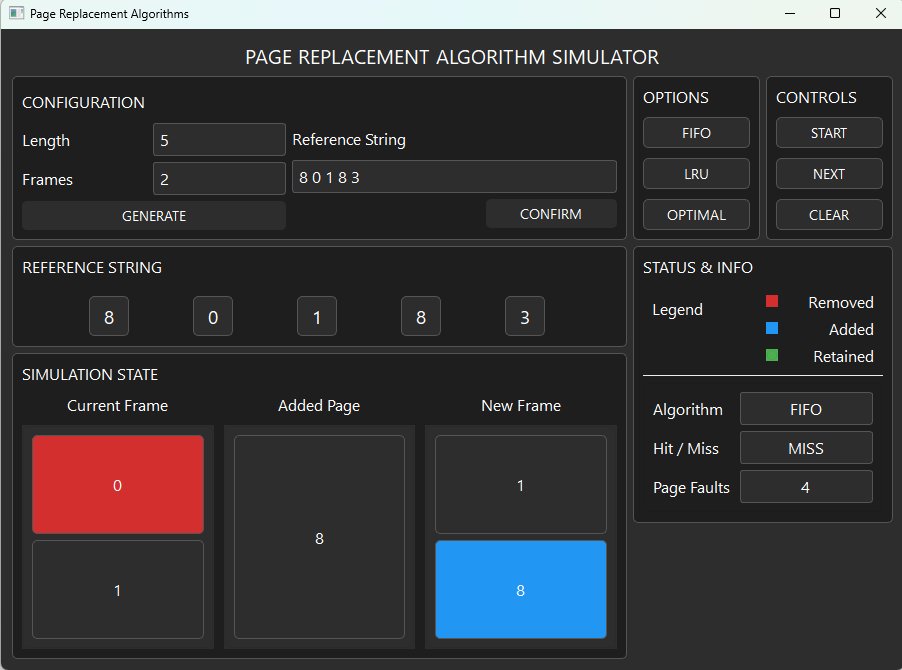 Page Replacement Algorithms
PAGE REPLACEMENT ALGORITHM SIMULATOR
CONFIGURATION
Length
5
Reference String
Frames
2
8 0 1 8 3
GENERATE
CONFIRM
OPTIONS
FIFO
LRU
OPTIMAL
CONTROLS
START
NEXT
CLEAR
REFERENCE STRING
8 0 1 8 3
SIMULATION STATE
Current Frame
Added Page
New Frame
0
1
8
1
8
STATUS & INFO
Legend
Removed
Added
Retained
Algorithm
FIFO
Hit / Miss
MISS
Page Faults
4